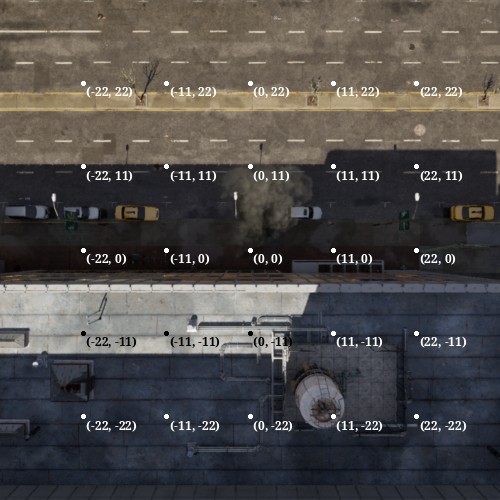 (-22, 22) (-11, 22) (0, 22) (11, 22) (22, 22)
(-22, 11) (-11, 11) (0, 11) (11, 11) (22, 11)
(-22, 0) (-11, 0) (0, 0) (11, 0) (22, 0)
(-22, -11) (-11, -11) (0, -11) (11, -11) (22, -11)
(-22, -22) (-11, -22) (0, -22) (11, -22) (22, -22)